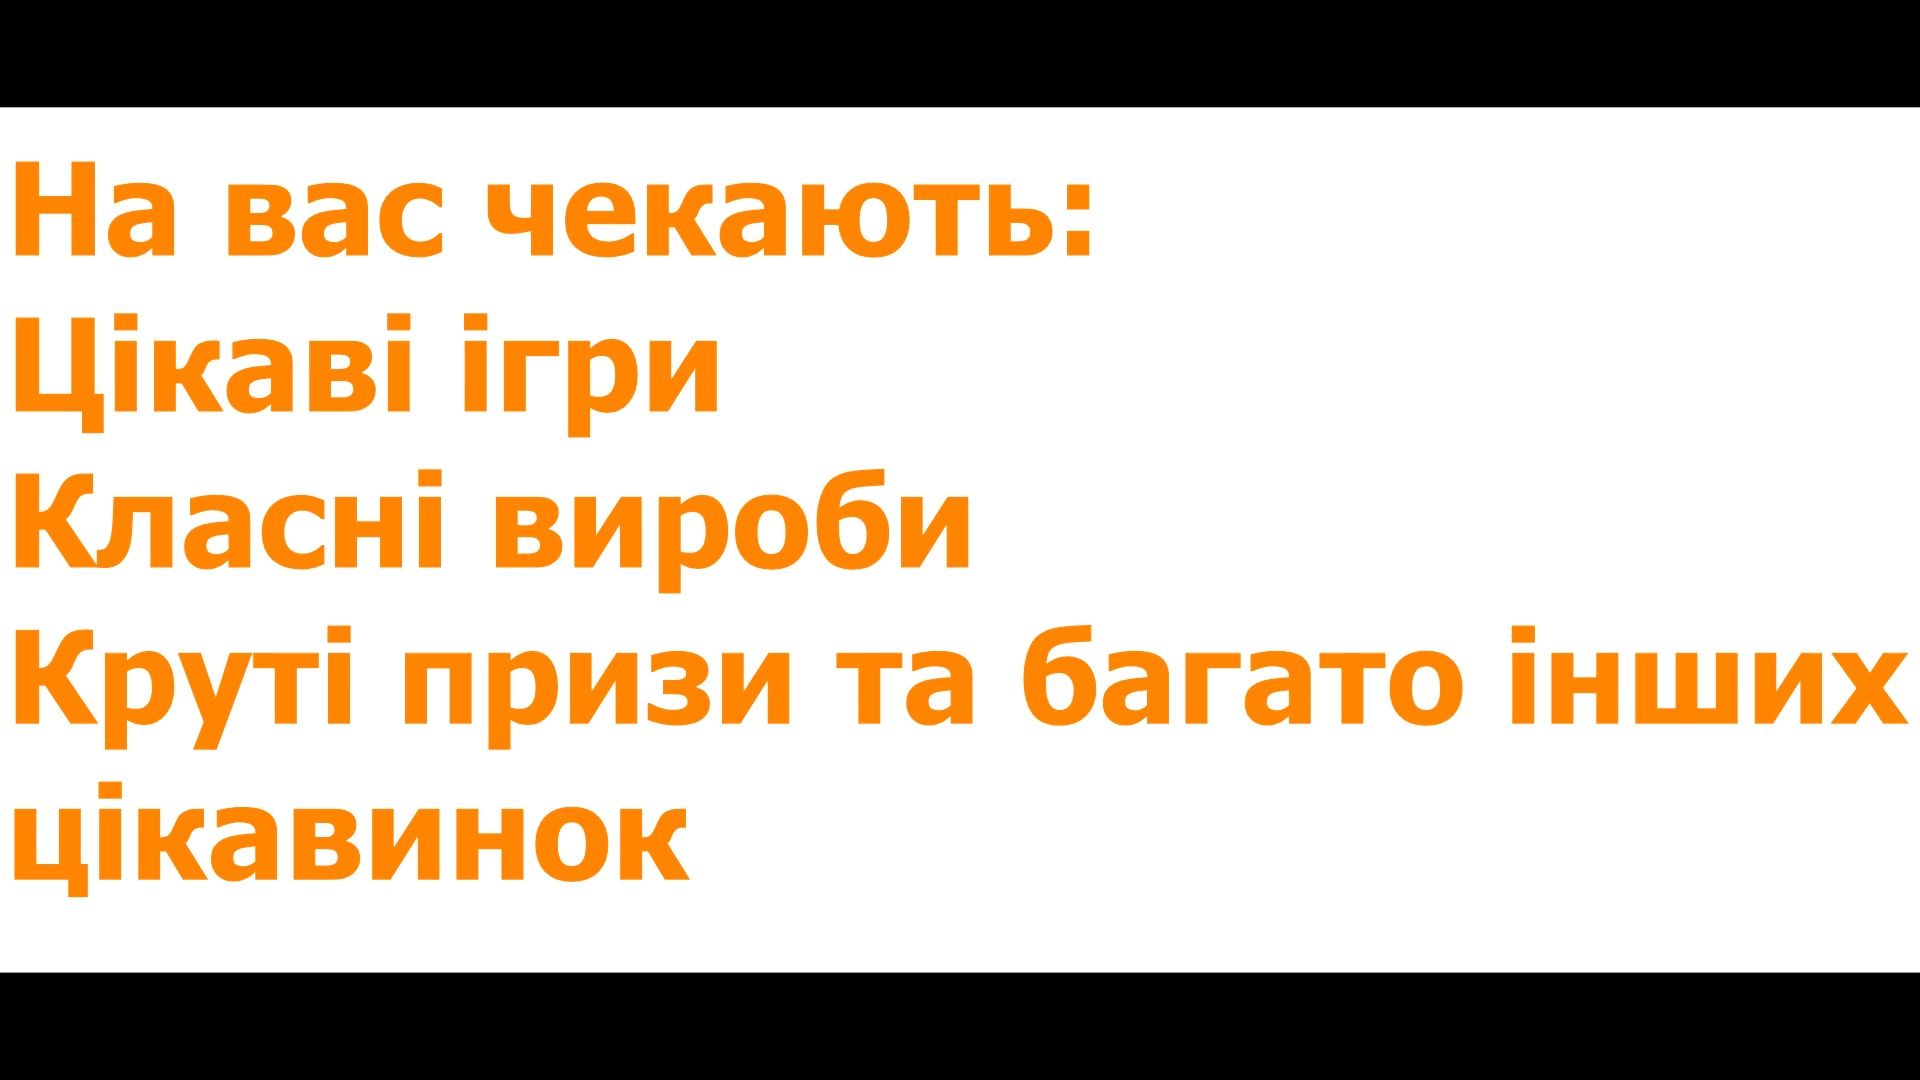 На вас чекають:
Цікаві ігри
Класні вироби
Круті призи та багато інших
цікавинок